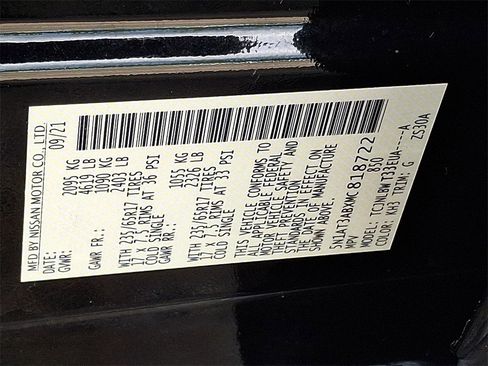 MFD BY NISSAN MOTOR CO., LTD.
DATE: 09/21
GVWR: 2095 KG
4619 LB
GAWR FR.: 1090 KG
2403 LB
WITH 235/65R17 TIRES,
17 X 7.5 RIMS AT 36 PSI
COLD SINGLE
GAWR RR.: 1055 KG
2326 LB
WITH 235/65R17 TIRES,
17 X 7.5 RIMS AT 33 PSI
COLD SINGLE
THIS VEHICLE CONFORMS TO
ALL APPLICABLE FEDERAL
MOTOR VEHICLE SAFETY AND
THEFT PREVENTION
STANDARDS IN EFFECT ON
THE DATE OF MANUFACTURE
SHOWN ABOVE.
5N1AT3ABXMC818722
MPV 850
MODEL: A
COLOR: KH3 TRIM: G ZS30A